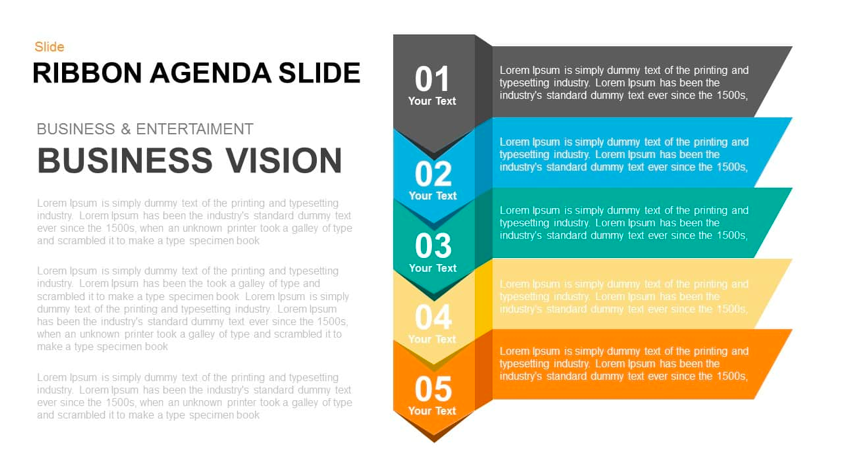 Slide
RIBBON AGENDA SLIDE
BUSINESS & ENTERTAIMENT
BUSINESS VISION
Lorem Ipsum is simply dummy text of the printing and typesetting
industry. Lorem Ipsum has been the industry's standard dummy text
ever since the 1500s, when an unknown printer took a galley of type
and scrambled it to make a type specimen book
Lorem Ipsum is simply dummy text of the printing and typesetting
industry. Lorem Ipsum has been the industry's standard dummy text
ever since the 1500s, when an unknown printer took a galley of type and
scrambled it to make a type specimen book Lorem Ipsum is simply
dummy text of the printing and typesetting industry. Lorem Ipsum
has been the industry's standard dummy text ever since the 1500s,
when an unknown printer took a galley of type and scrambled it to
make a type specimen book
Lorem Ipsum is simply dummy text of the printing and typesetting
industry. Lorem Ipsum has been the industry's standard dummy text
ever since the 1500s, when an unknown printer took a galley of type
and scrambled it to make a type specimen book
01
Your Text
Lorem Ipsum is simply dummy text of the printing and
typesetting industry. Lorem Ipsum has been the
industry's standard dummy text ever since the 1500s,
02
Your Text
Lorem Ipsum is simply dummy text of the printing and
typesetting industry. Lorem Ipsum has been the
industry's standard dummy text ever since the 1500s,
03
Your Text
Lorem Ipsum is simply dummy text of the printing and
typesetting industry. Lorem Ipsum has been the
industry's standard dummy text ever since the 1500s,
04
Your Text
Lorem Ipsum is simply dummy text of the printing and
typesetting industry. Lorem Ipsum has been the
industry's standard dummy text ever since the 1500s,
05
Your Text
Lorem Ipsum is simply dummy text of the printing and
typesetting industry. Lorem Ipsum has been the
industry's standard dummy text ever since the 1500s,